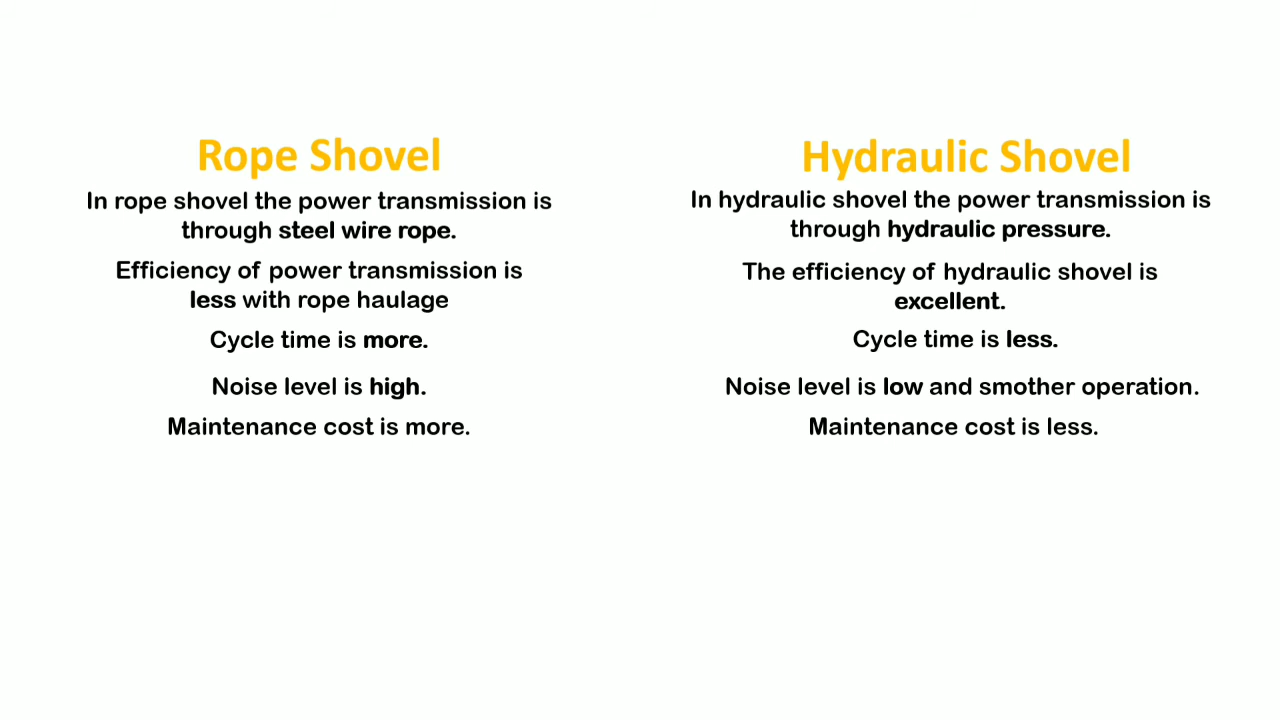 Rope Shovel
In rope shovel the power transmission is
through steel wire rope.
Efficiency of power transmission is
less with rope haulage
Cycle time is more.
Noise level is high.
Maintenance cost is more.
Hydraulic Shovel
In hydraulic shovel the power transmission is
through hydraulic pressure.
The efficiency of hydraulic shovel is
excellent.
Cycle time is less.
Noise level is low and smother operation.
Maintenance cost is less.